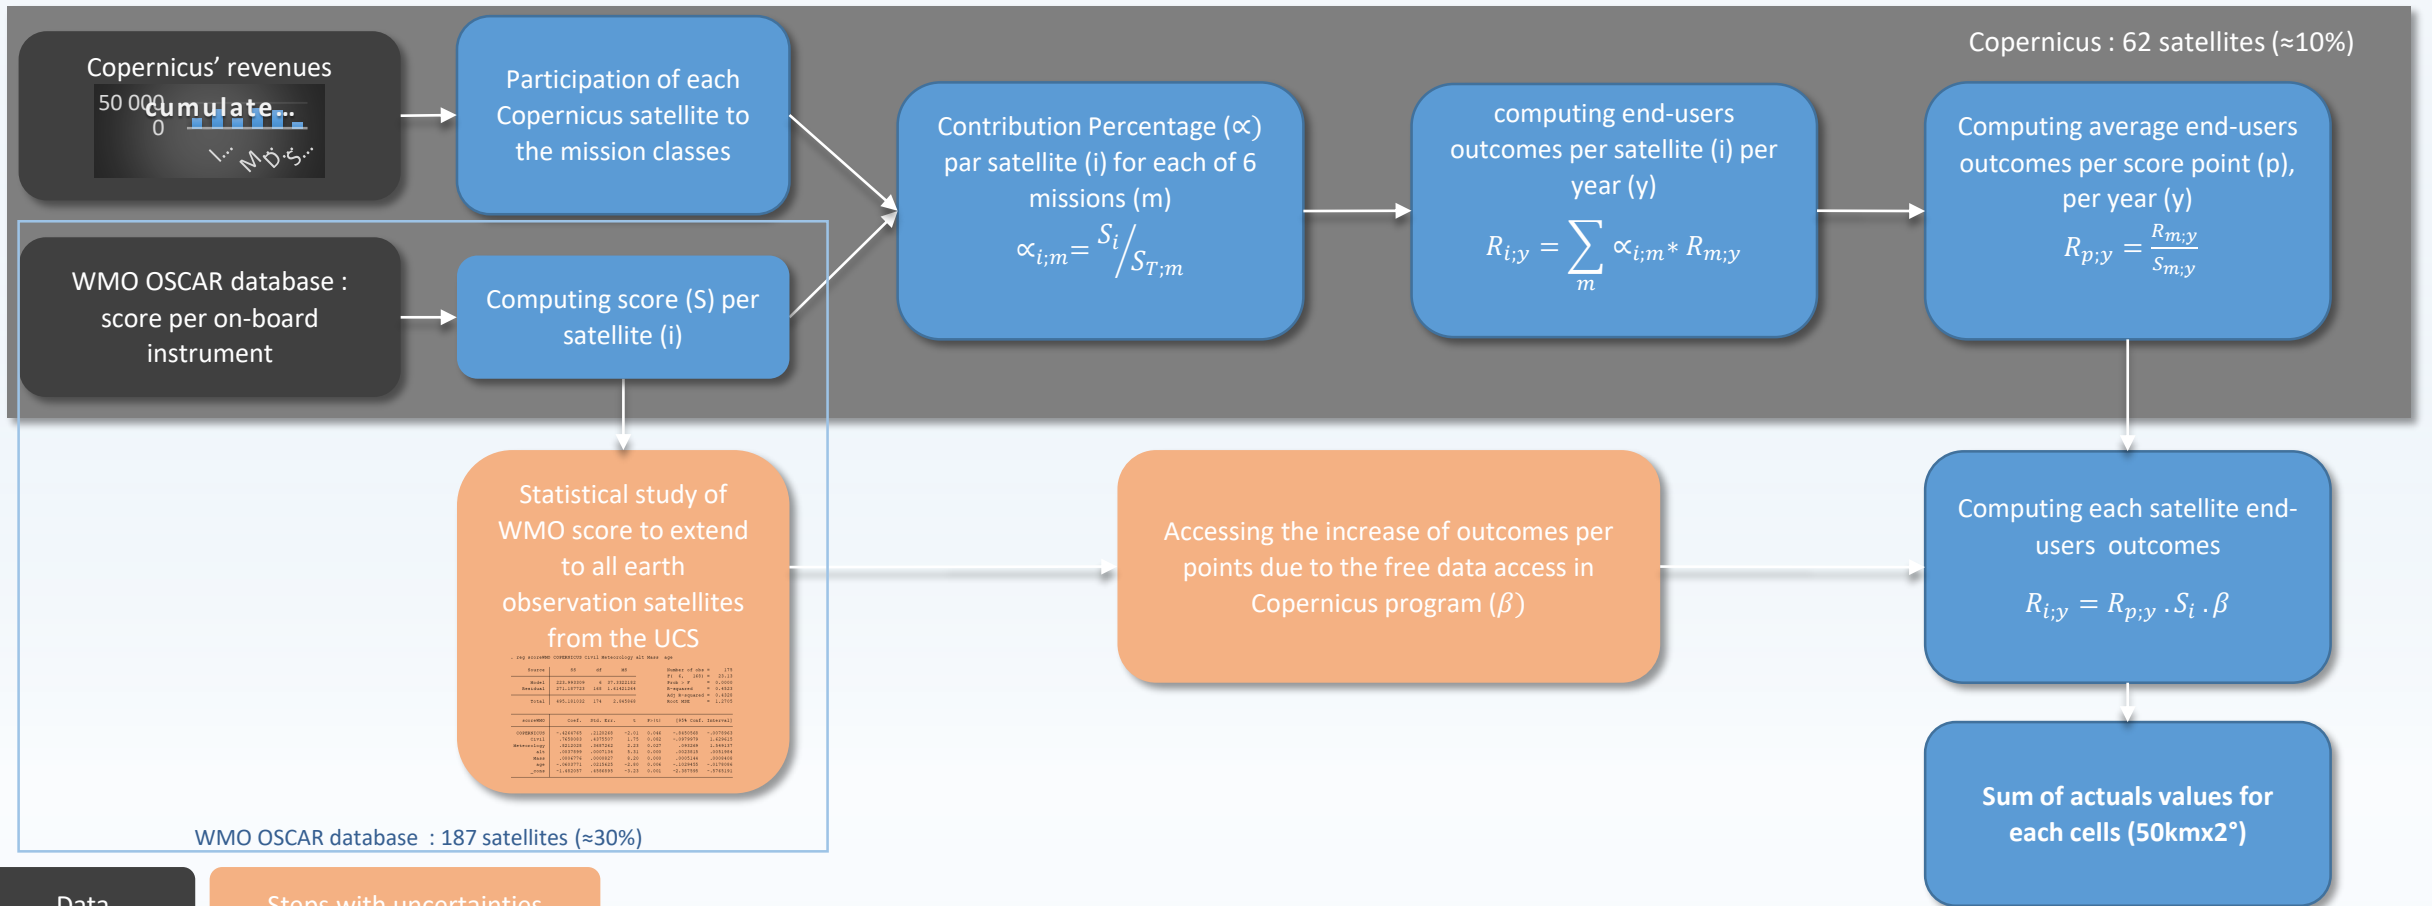 Copernicus : 62 satellites (≈10%)
Copernicus’ revenues
cumulate…
50 000
0
I…
M…
D…
S…
Participation of each
Copernicus satellite to
the mission classes
WMO OSCAR database :
score per on-board
instrument
Computing score (S) per
satellite (i)
Contribution Percentage (∝)
par satellite (i) for each of 6
missions (m)
∝i;m= Si/ST;m
computing end-users
outcomes per satellite (i) per
year (y)
Ri;y = ∑m ∝i;m* Rm;y
Computing average end-users
outcomes per score point (p),
per year (y)
Rp;y = Rm;y/Sm;y
Statistical study of
WMO score to extend
to all earth
observation satellites
from the UCS
Accessing the increase of outcomes per
points due to the free data access in
Copernicus program (β)
Computing each satellite end-
users outcomes
Ri;y = Rp;y . Si . β
Sum of actuals values for
each cells (50kmx2°)
WMO OSCAR database : 187 satellites (≈30%)
Data
Steps with uncertainties